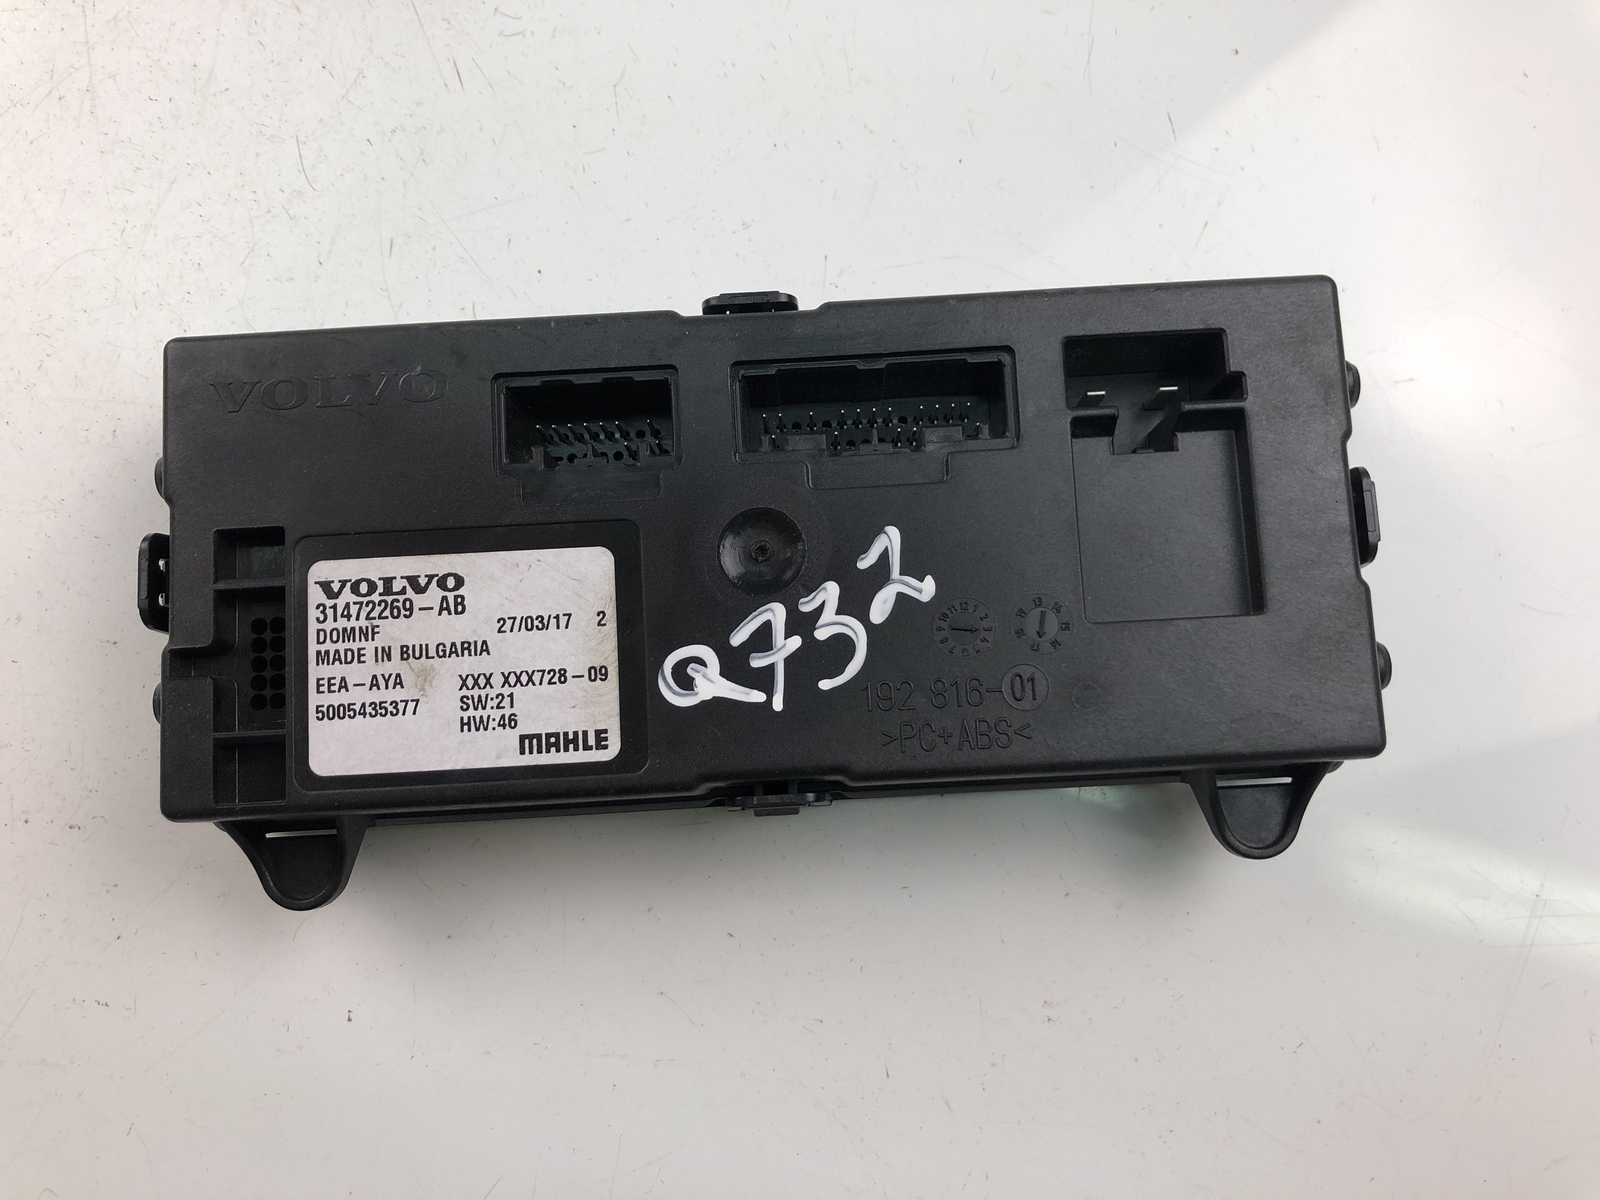 VOLVO
VOLVO
31472269-AB
DOMNF 27/03/17 2
MADE IN BULGARIA
EEA-AYA XXX XXX728-09
5005435377 SW:21
HW:46
MAHLE
Q732
192 816-01
>PC+ABS<